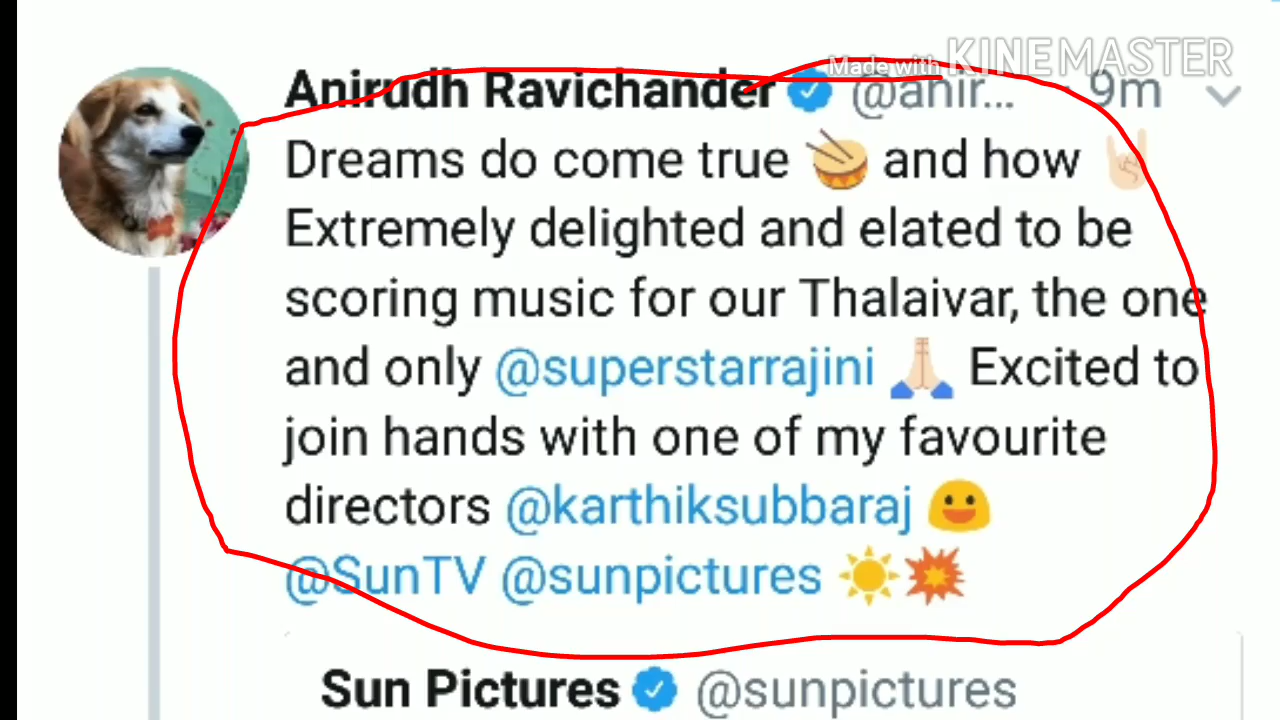 Made with KINEMASTER
Anirudh Ravichander @anir... · 9m
Dreams do come true 🥁 and how 🤘🏻
Extremely delighted and elated to be
scoring music for our Thalaivar, the one
and only @superstarrajini 🙏🏻 Excited to
join hands with one of my favourite
directors @karthiksubbaraj 😀
@SunTV @sunpictures ☀️💥
Sun Pictures @sunpictures